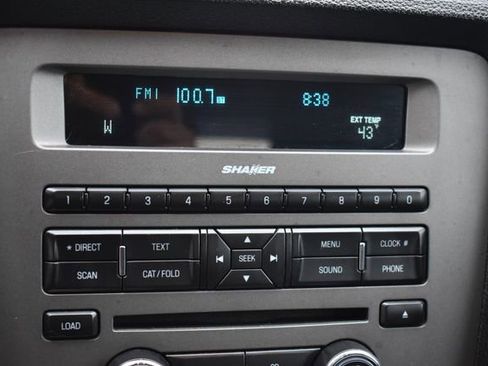 FM1 100.7 8:38
EXT TEMP
W 43°
SHAKER
1 2 3 4 5 6 7 8 9 0
* DIRECT TEXT MENU CLOCK #
SEEK
SCAN CAT/FOLD SOUND PHONE
LOAD